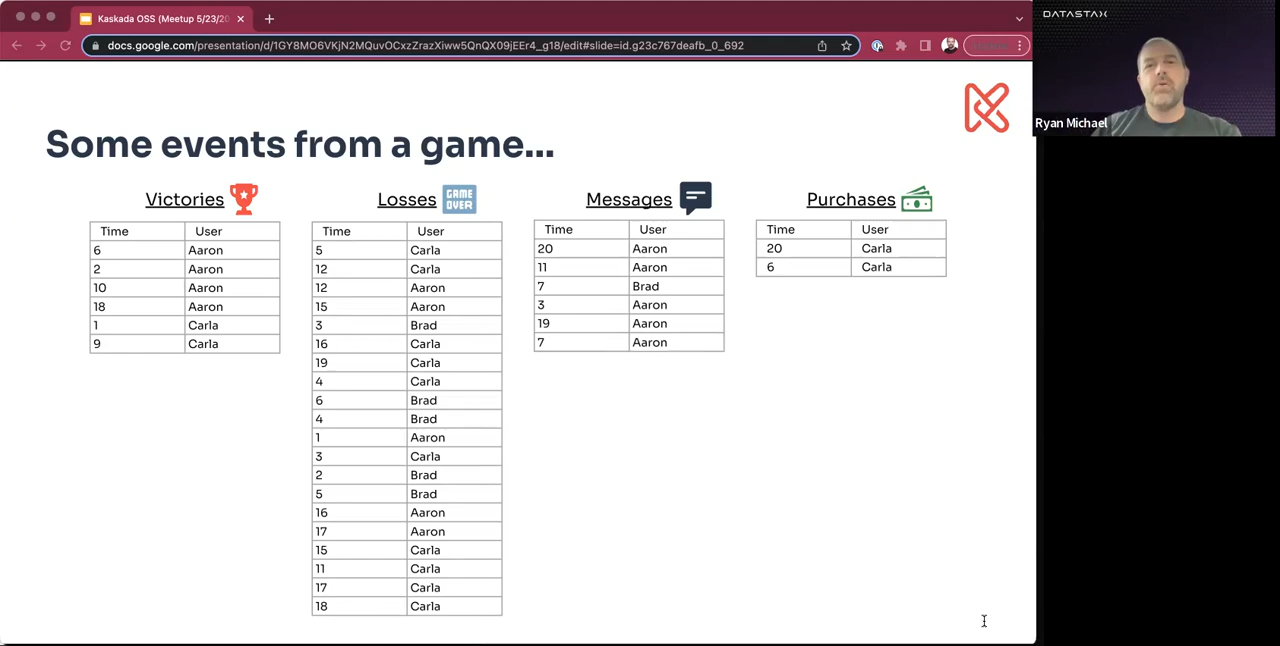 Kaskada OSS (Meetup 5/23/20
docs.google.com/presentation/d/1GY8MO6VKjN2MQuvOCxzZrazXiww5QnQX09jEEr4_g18/edit#slide=id.g23c767deafb_0_692
DATASTAX
Ryan Michael
Some events from a game...
Victories
Time User
6 Aaron
2 Aaron
10 Aaron
18 Aaron
1 Carla
9 Carla
Losses
GAME
OVER
Time User
5 Carla
12 Carla
12 Aaron
15 Aaron
3 Brad
16 Carla
19 Carla
4 Carla
6 Brad
4 Brad
1 Aaron
3 Carla
2 Brad
5 Brad
16 Aaron
17 Aaron
15 Carla
11 Carla
17 Carla
18 Carla
Messages
Time User
20 Aaron
11 Aaron
7 Brad
3 Aaron
19 Aaron
7 Aaron
Purchases
Time User
20 Carla
6 Carla